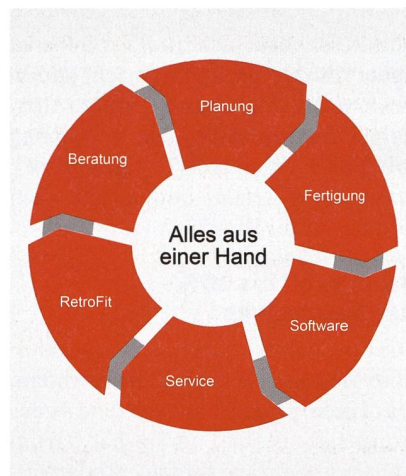 Planung
Fertigung
Software
Service
RetroFit
Beratung
Alles aus
einer Hand